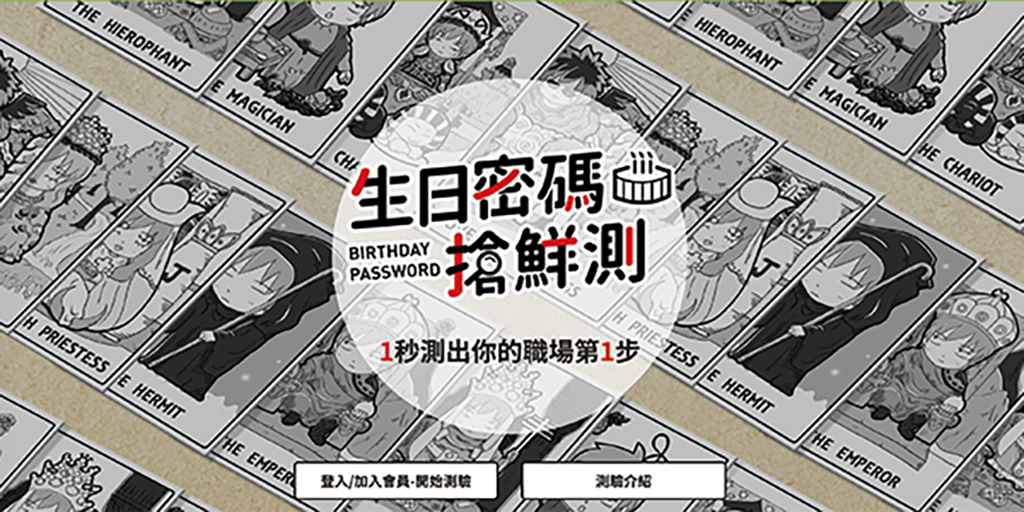 THE HIEROPHANT
E MAGICIAN
HIEROPHANT
E MAGICIAN
HE CHARIOT
生日密碼
BIRTHDAY
PASSWORD
搶鮮測
1秒測出你的職場第1步
H PRIESTESS
E HERMIT
HE EMPEROR
PRIESTESS
E HERMIT
THE EMPEROR
登入/加入會員-開始測驗
測驗介紹